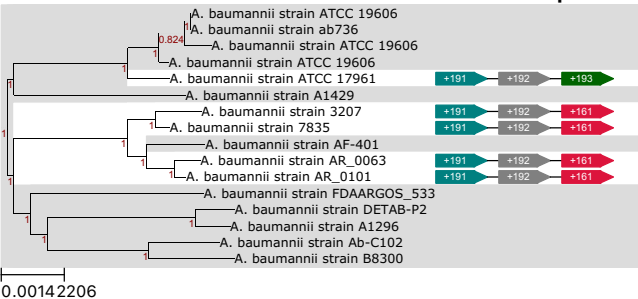 A. baumannii strain ATCC 19606
1 A. baumannii strain ab736
0.824 A. baumannii strain ATCC 19606
1 A. baumannii strain ATCC 19606
1 A. baumannii strain ATCC 17961 +191 +192 +193
1 A. baumannii strain A1429
A. baumannii strain 3207 +191 +192 +161
1 1 A. baumannii strain 7835 +191 +192 +161
1 A. baumannii strain AF-401
1 A. baumannii strain AR_0063 +191 +192 +161
1 1 1 A. baumannii strain AR_0101 +191 +192 +161
A. baumannii strain FDAARGOS_533
1 A. baumannii strain DETAB-P2
1 1 A. baumannii strain A1296
A. baumannii strain Ab-C102
1 A. baumannii strain B8300
0.00142206